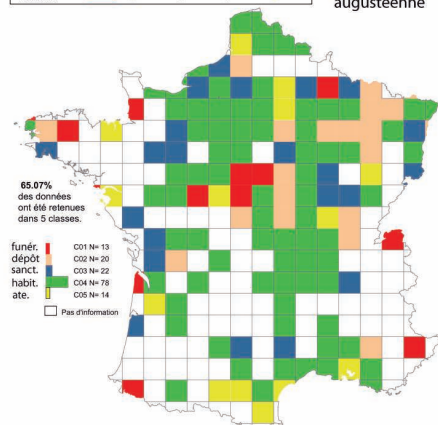 augustéenne
65.07%
des données
ont été retenues
dans 5 classes.
funér. C01 N= 13
dépôt C02 N= 20
sanct. C03 N= 22
habit. C04 N= 78
ate. C05 N= 14
Pas d'information